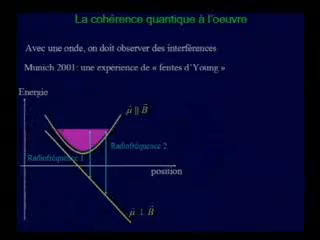 La cohérence quantique à l'oeuvre
Avec une onde, on doit observer des interférences
Munich 2001: une expérience de « fentes d'Young »
Energie
μ⃗ ∥ B⃗
Radiofréquence 2
Radiofréquence 1
position
μ⃗ ⊥ B⃗